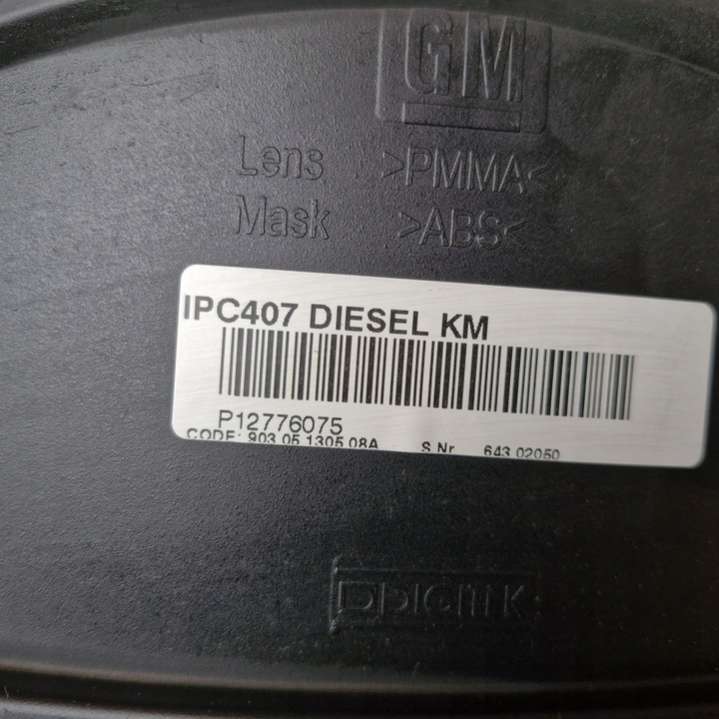 GM
Lens >PMMA<
Mask >ABS<
IPC407 DIESEL KM
P12776075
CODE: 903 05 1305 08A S Nr 643 02050